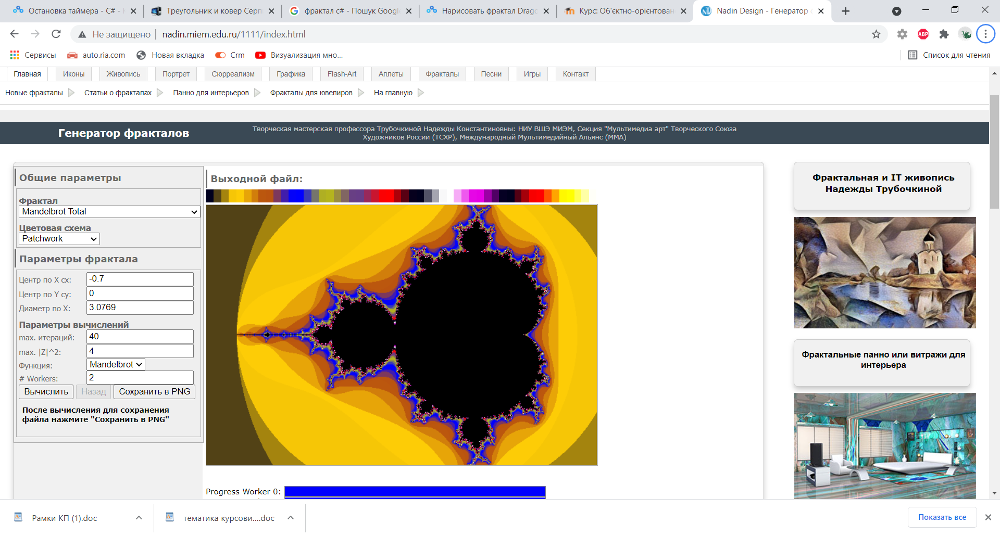 Остановка таймера - C# -
Треугольник и ковер Серп
фрактал c# - Пошук Google
Нарисовать фрактал Drago
Курс: Об'єктно-орієнтован
Nadin Design - Генератор
Не защищено | nadin.miem.edu.ru/1111/index.html
ABP
Сервисы
auto.ria.com
Новая вкладка
Crm
Визуализация мно...
Список для чтения
Главная
Иконы
Живопись
Портрет
Сюрреализм
Графика
Flash-Art
Аплеты
Фракталы
Песни
Игры
Контакт
Новые фракталы
Статьи о фракталах
Панно для интерьеров
Фракталы для ювелиров
На главную
Генератор фракталов
Творческая мастерская профессора Трубочкиной Надежды Константиновны: НИУ ВШЭ МИЭМ, Секция "Мультимедиа арт" Творческого Союза
Художников России (ТСХР), Международный Мультимедийный Альянс (ММА)
Общие параметры
Фрактал
Mandelbrot Total
Цветовая схема
Patchwork
Параметры фрактала
Центр по X cx:
-0.7
Центр по Y cy:
0
Диаметр по X:
3.0769
Параметры вычислений
max. итераций:
40
max. |Z|^2:
4
Функция:
Mandelbrot
# Workers:
2
Вычислить
Назад
Сохранить в PNG
После вычисления для сохранения
файла нажмите "Сохранить в PNG"
Выходной файл:
Progress Worker 0:
Фрактальная и IT живопись
Надежды Трубочкиной
Фрактальные панно или витражи для
интерьера
Рамки КП (1).doc
тематика курсови....doc
Показать все